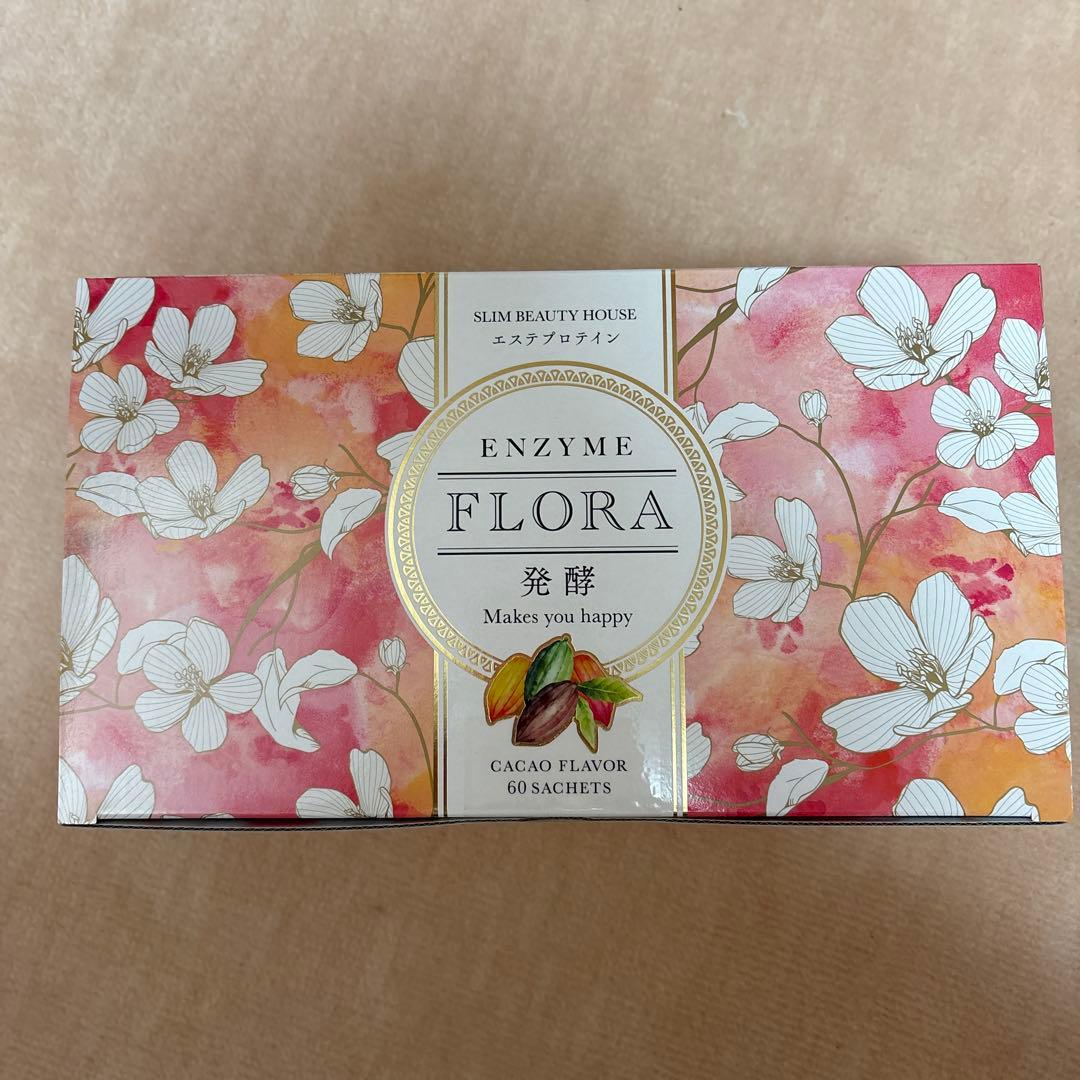 SLIM BEAUTY HOUSE
エステプロテイン
ENZYME
FLORA
発酵
Makes you happy
CACAO FLAVOR
60 SACHETS